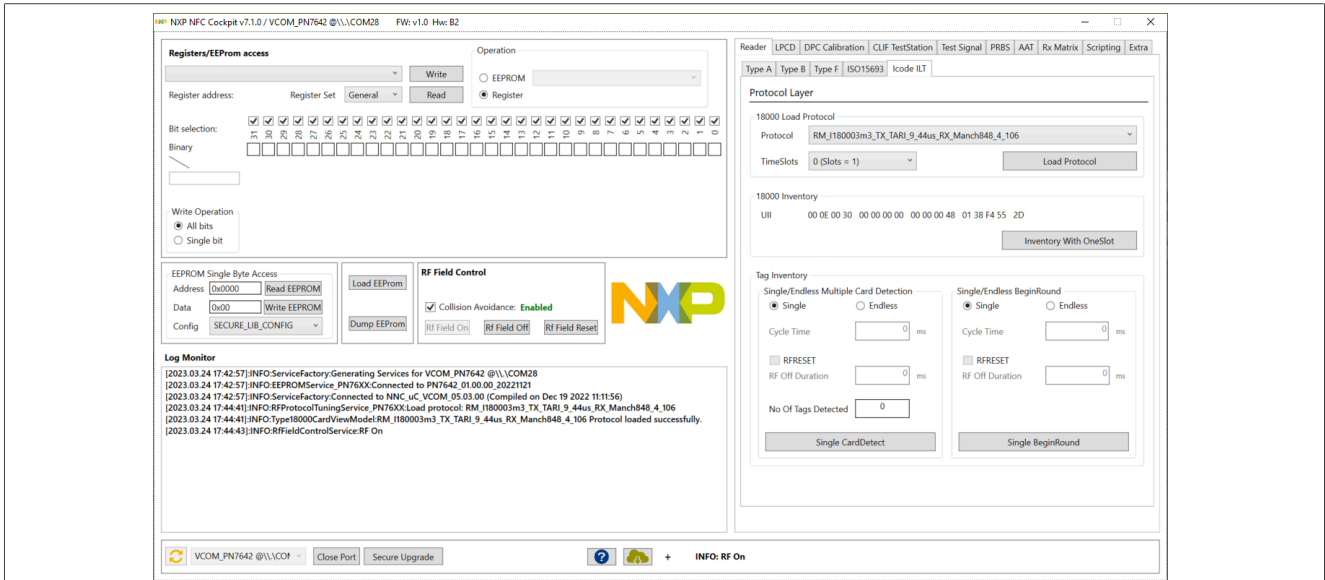 NXP NFC Cockpit v7.1.0 / VCOM_PN7642 @\\.\COM28 FW: v1.0 Hw: B2
Registers/EEProm access
Operation
Write
EEPROM
Register address:
Register Set
General
Read
Register
Bit selection:
31 30 29 28 27 26 25 24 23 22 21 20 19 18 17 16 15 14 13 12 11 10 9 8 7 6 5 4 3 2 1 0
Binary
Write Operation
All bits
Single bit
EEPROM Single Byte Access
Address 0x0000 Read EEPROM
Data 0x00 Write EEPROM
Config SECURE_LIB_CONFIG
Load EEProm
Dump EEProm
RF Field Control
Collision Avoidance: Enabled
Rf Field On Rf Field Off Rf Field Reset
NXP
Log Monitor
[2023.03.24 17:42:57]:INFO:ServiceFactory:Generating Services for VCOM_PN7642 @\\.\COM28
[2023.03.24 17:42:57]:INFO:EEPROMService_PN76XX:Connected to PN7642_01.00.00_20221121
[2023.03.24 17:42:57]:INFO:ServiceFactory:Connected to NNC_uC_VCOM_05.03.00 (Compiled on Dec 19 2022 11:11:56)
[2023.03.24 17:44:41]:INFO:RFProtocolTuningService_PN76XX:Load protocol: RM_I180003m3_TX_TARI_9_44us_RX_Manch848_4_106
[2023.03.24 17:44:41]:INFO:Type18000CardViewModel:RM_I180003m3_TX_TARI_9_44us_RX_Manch848_4_106 Protocol loaded successfully.
[2023.03.24 17:44:43]:INFO:RfFieldControlService:RF On
Reader LPCD DPC Calibration CLIF TestStation Test Signal PRBS AAT Rx Matrix Scripting Extra
Type A Type B Type F ISO15693 Icode ILT
Protocol Layer
18000 Load Protocol
Protocol RM_I180003m3_TX_TARI_9_44us_RX_Manch848_4_106
TimeSlots 0 (Slots = 1) Load Protocol
18000 Inventory
UII 00 0E 00 30 00 00 00 00 00 00 00 48 01 38 F4 55 2D
Inventory With OneSlot
Tag Inventory
Single/Endless Multiple Card Detection
Single Endless
Cycle Time 0 ms
RFRESET
RF Off Duration 0 ms
No Of Tags Detected 0
Single CardDetect
Single/Endless BeginRound
Single Endless
Cycle Time 0 ms
RFRESET
RF Off Duration 0 ms
Single BeginRound
VCOM_PN7642 @\\.\COM Close Port Secure Upgrade ? + INFO: RF On